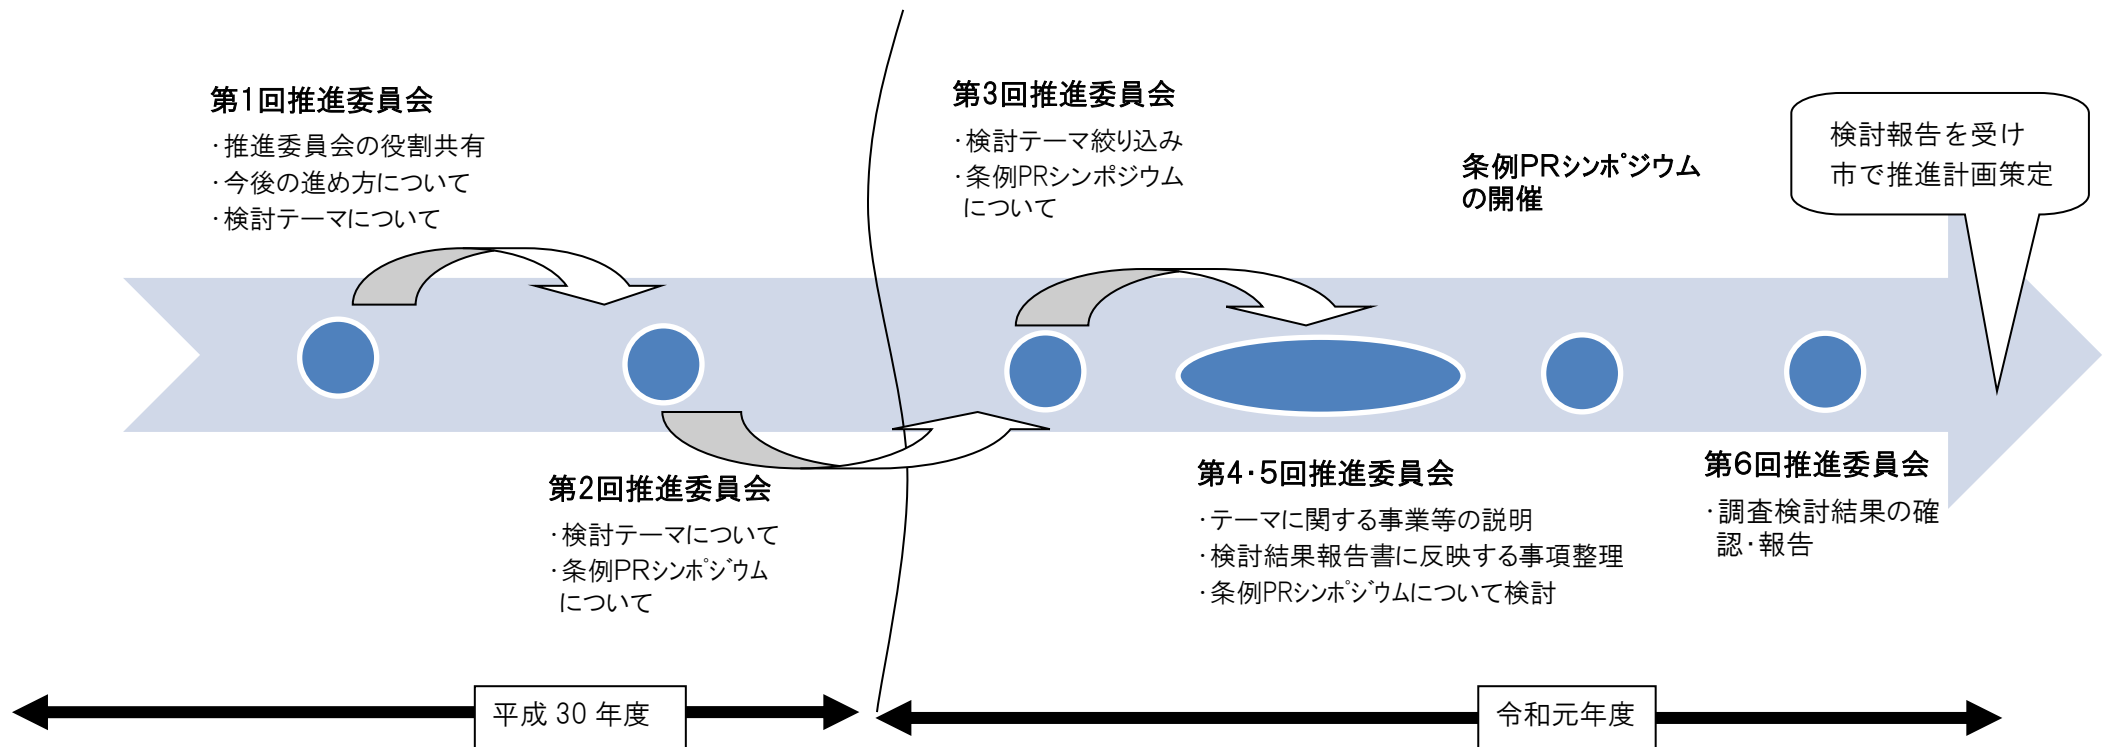 第1回推進委員会
・推進委員会の役割共有
・今後の進め方について
・検討テーマについて
第2回推進委員会
・検討テーマについて
・条例PRシンポジウム
について
第3回推進委員会
・検討テーマ絞り込み
・条例PRシンポジウム
について
第4・5回推進委員会
・テーマに関する事業等の説明
・検討結果報告書に反映する事項整理
・条例PRシンポジウムについて検討
条例PRシンポジウム
の開催
第6回推進委員会
・調査検討結果の確
認・報告
検討報告を受け
市で推進計画策定
平成 30 年度
令和元年度